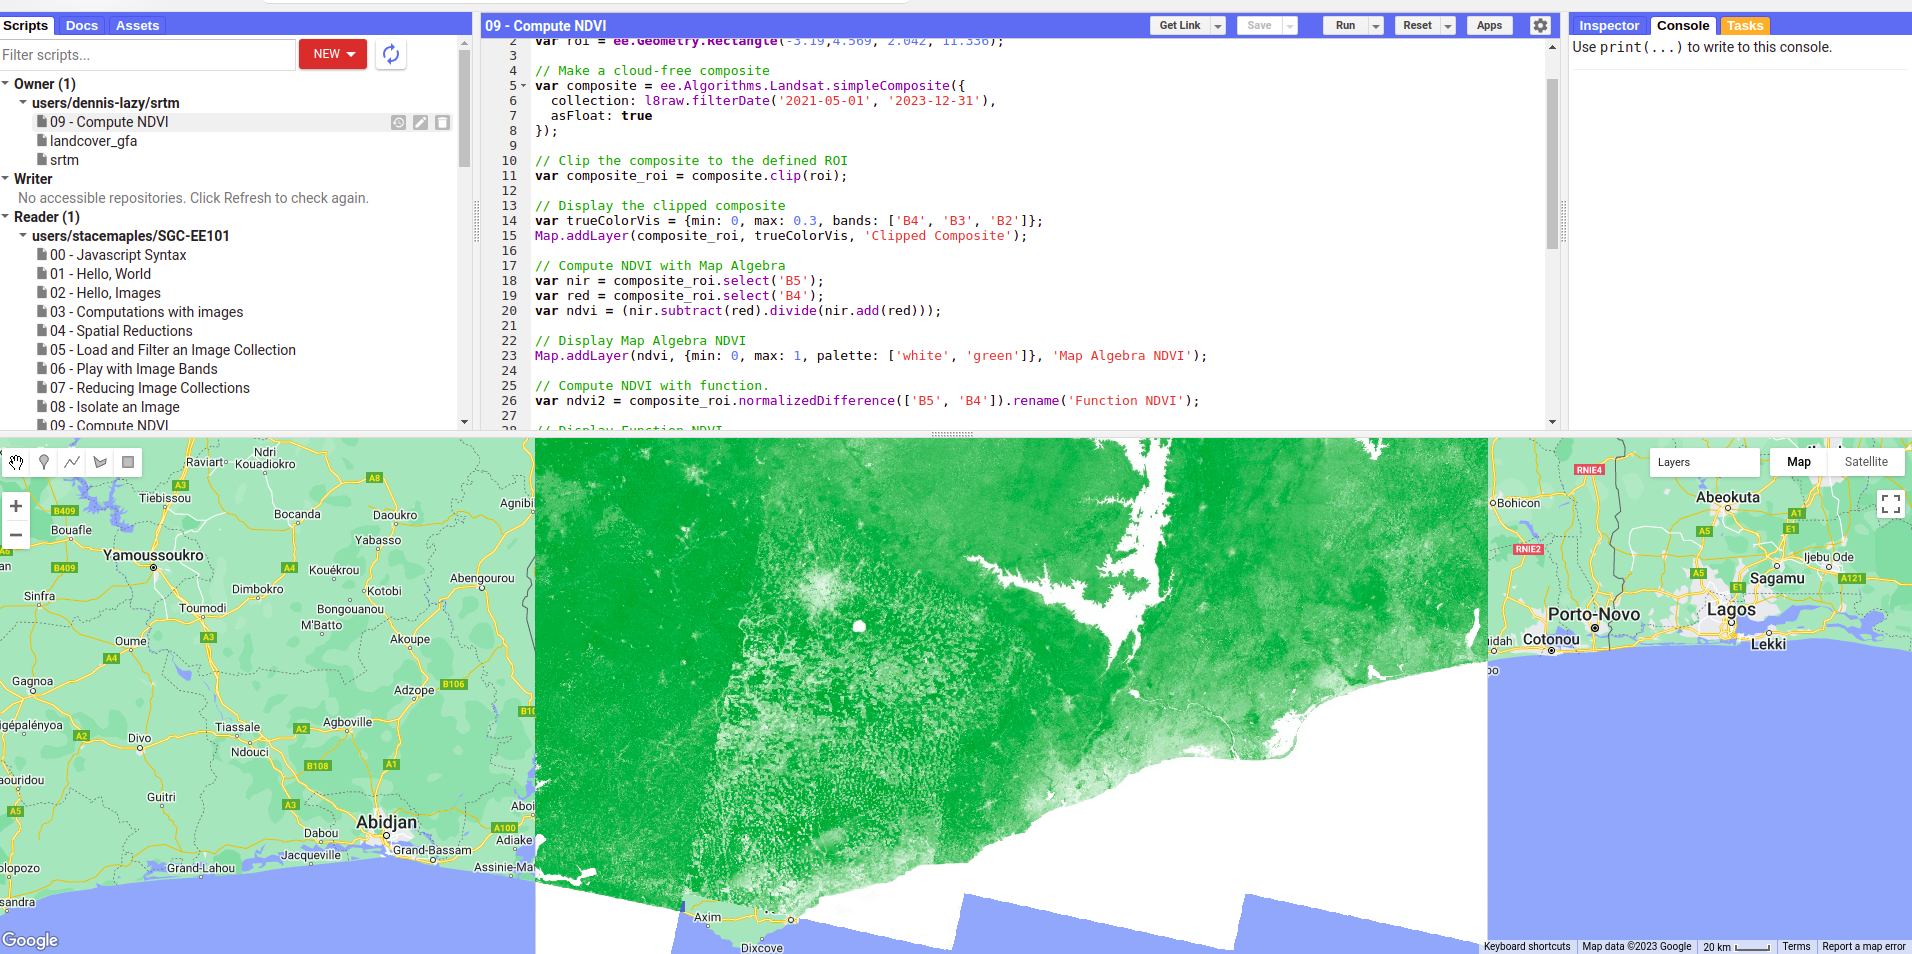 Scripts Docs Assets
Filter scripts...
NEW
Owner (1)
users/dennis-lazy/srtm
09 - Compute NDVI
landcover_gfa
srtm
Writer
No accessible repositories. Click Refresh to check again.
Reader (1)
users/stacemaples/SGC-EE101
00 - Javascript Syntax
01 - Hello, World
02 - Hello, Images
03 - Computations with images
04 - Spatial Reductions
05 - Load and Filter an Image Collection
06 - Play with Image Bands
07 - Reducing Image Collections
08 - Isolate an Image
09 - Compute NDVI
09 - Compute NDVI
Get Link Save Run Reset Apps
2 var roi = ee.Geometry.Rectangle(-3.19,4.569, 2.042, 11.336);
3
4 // Make a cloud-free composite
5 var composite = ee.Algorithms.Landsat.simpleComposite({
6 collection: l8raw.filterDate('2021-05-01', '2023-12-31'),
7 asFloat: true
8 });
9
10 // Clip the composite to the defined ROI
11 var composite_roi = composite.clip(roi);
12
13 // Display the clipped composite
14 var trueColorVis = {min: 0, max: 0.3, bands: ['B4', 'B3', 'B2']};
15 Map.addLayer(composite_roi, trueColorVis, 'Clipped Composite');
16
17 // Compute NDVI with Map Algebra
18 var nir = composite_roi.select('B5');
19 var red = composite_roi.select('B4');
20 var ndvi = (nir.subtract(red).divide(nir.add(red)));
21
22 // Display Map Algebra NDVI
23 Map.addLayer(ndvi, {min: 0, max: 1, palette: ['white', 'green']}, 'Map Algebra NDVI');
24
25 // Compute NDVI with function.
26 var ndvi2 = composite_roi.normalizedDifference(['B5', 'B4']).rename('Function NDVI');
27
28 // Display Function NDVI
Inspector Console Tasks
Use print(...) to write to this console.
Ndri
Kouadiokro
Raviart
A3
A8
Tiebissou
Agnibi
B409
Bocanda
Daoukro
Bouafle
Yabasso
Yamoussoukro
A6
an
B409
A4
Kouékrou
Abengourou
Dimbokro
Kotobi
Sinfra
Toumodi
Bongouanou
M'Batto
Oume
A3
Akoupe
A4
Gagnoa
Adzope
B106
igépalényoa
B10
Tiassale
A2
Agboville
A2
Divo
Ndouci
B108
A1
aouridou
Guitri
A3
Aboi
A5
Abidjan
A100
Dabou
Adiake
Jacqueville
Grand-Bassam
olopozo
Grand-Lahou
Assinie-Ma
sandra
Google
Axim
Dixcove
Layers
Map Satellite
RNIE4
Abeokuta
Bohicon
A1
A5
E1
RNIE2
Ijebu Ode
A5
Sagamu
A121
E1
Porto-Novo
Lagos
uidah
Cotonou
Lekki
po
Keyboard shortcuts Map data ©2023 Google 20 km Terms Report a map error